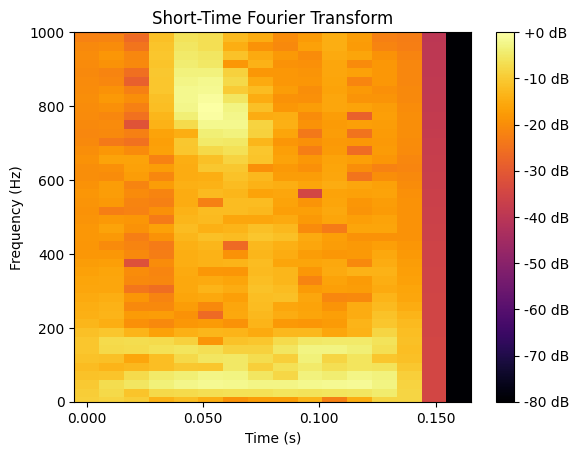 Short-Time Fourier Transform
1000
800
600
400
200
0
Frequency (Hz)
0.000
0.050
0.100
0.150
Time (s)
+0 dB
-10 dB
-20 dB
-30 dB
-40 dB
-50 dB
-60 dB
-70 dB
-80 dB